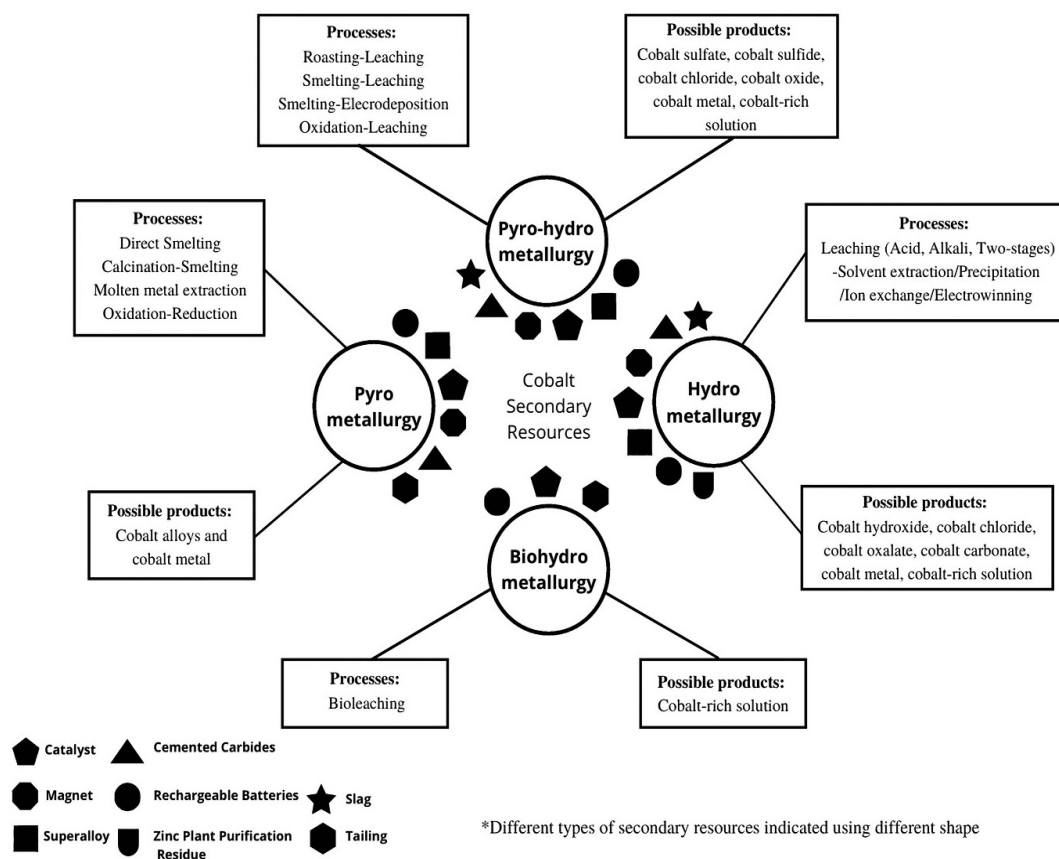 Processes:
Roasting-Leaching
Smelting-Leaching
Smelting-Elecrodeposition
Oxidation-Leaching
Possible products:
Cobalt sulfate, cobalt sulfide,
cobalt chloride, cobalt oxide,
cobalt metal, cobalt-rich
solution
Pyro-hydro
metallurgy
Processes:
Direct Smelting
Calcination-Smelting
Molten metal extraction
Oxidation-Reduction
Processes:
Leaching (Acid, Alkali, Two-stages)
-Solvent extraction/Precipitation
/Ion exchange/Electrowinning
Pyro
metallurgy
Cobalt
Secondary
Resources
Hydro
metallurgy
Possible products:
Cobalt alloys and
cobalt metal
Possible products:
Cobalt hydroxide, cobalt chloride,
cobalt oxalate, cobalt carbonate,
cobalt metal, cobalt-rich solution
Biohydro
metallurgy
Processes:
Bioleaching
Possible products:
Cobalt-rich solution
Catalyst
Cemented Carbides
Magnet
Rechargeable Batteries
Slag
Superalloy
Zinc Plant Purification
Residue
Tailing
*Different types of secondary resources indicated using different shape